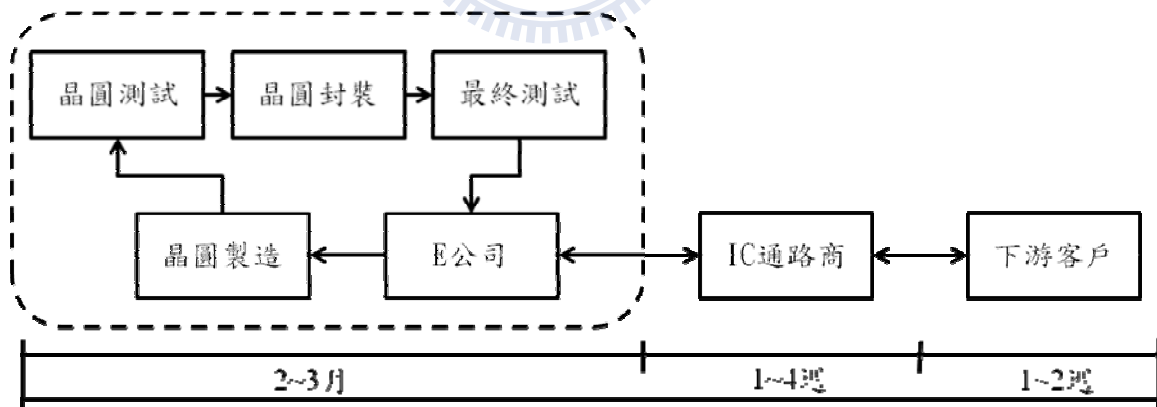 晶圓測試
晶圓封裝
最終測試
晶圓製造
E公司
IC通路商
下游客戶
2~3月
1~4週
1~2週